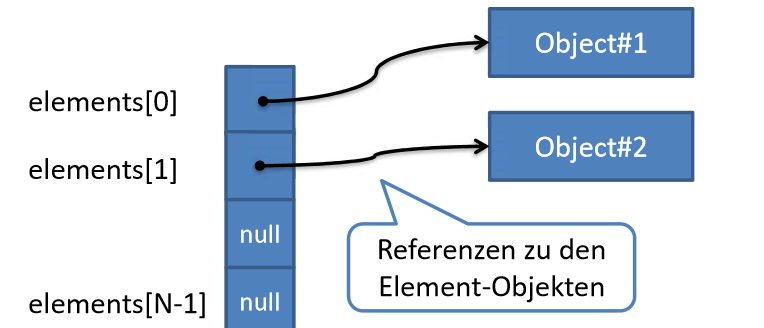 Object#1
elements[0]
elements[1]
Object#2
null
Referenzen zu den
Element-Objekten
elements[N-1]
null